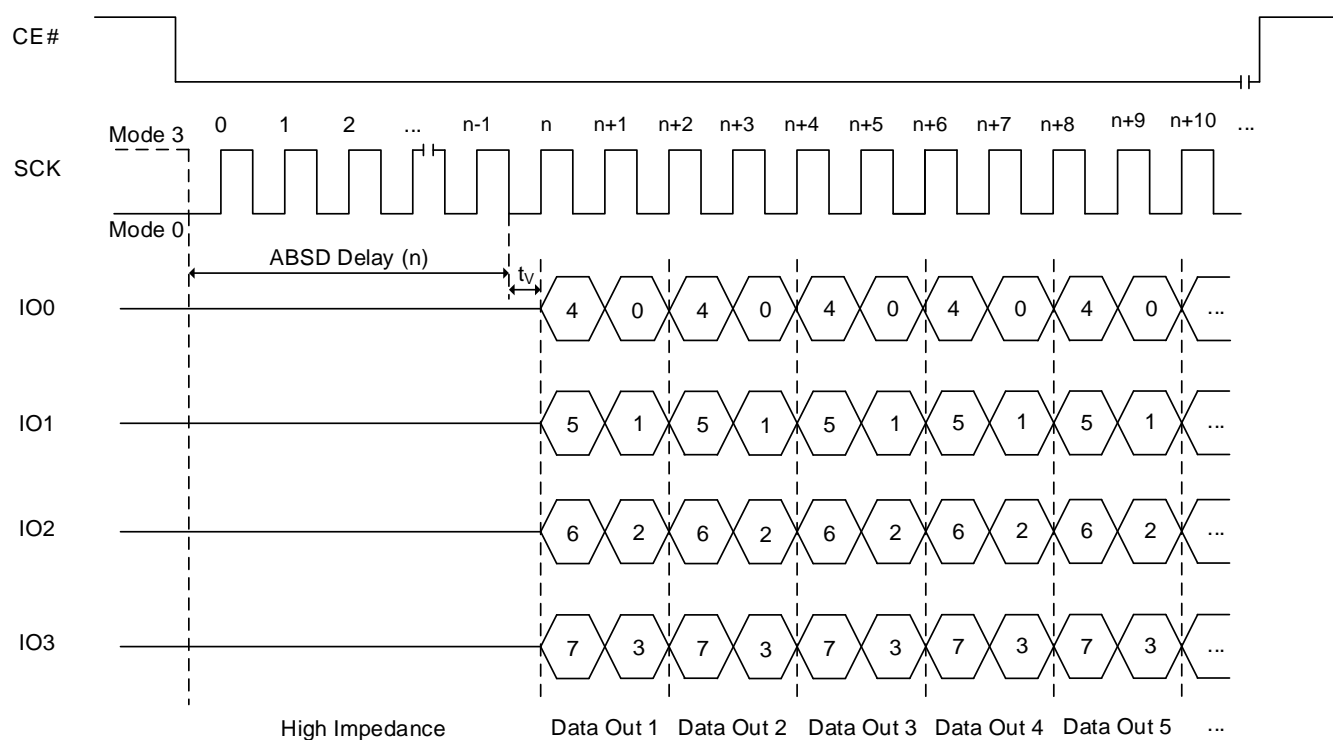 CE#
Mode 3 0 1 2 ... n-1 n n+1 n+2 n+3 n+4 n+5 n+6 n+7 n+8 n+9 n+10 ...
SCK
Mode 0
ABSD Delay (n)
tV
IO0 4 0 4 0 4 0 4 0 4 0 ...
IO1 5 1 5 1 5 1 5 1 5 1 ...
IO2 6 2 6 2 6 2 6 2 6 2 ...
IO3 7 3 7 3 7 3 7 3 7 3 ...
High Impedance Data Out 1 Data Out 2 Data Out 3 Data Out 4 Data Out 5 ...